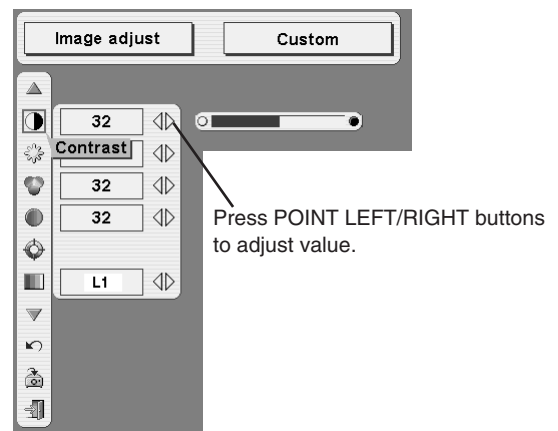 Image adjust
Custom
32
Contrast
32
32
L1
Press POINT LEFT/RIGHT buttons
to adjust value.